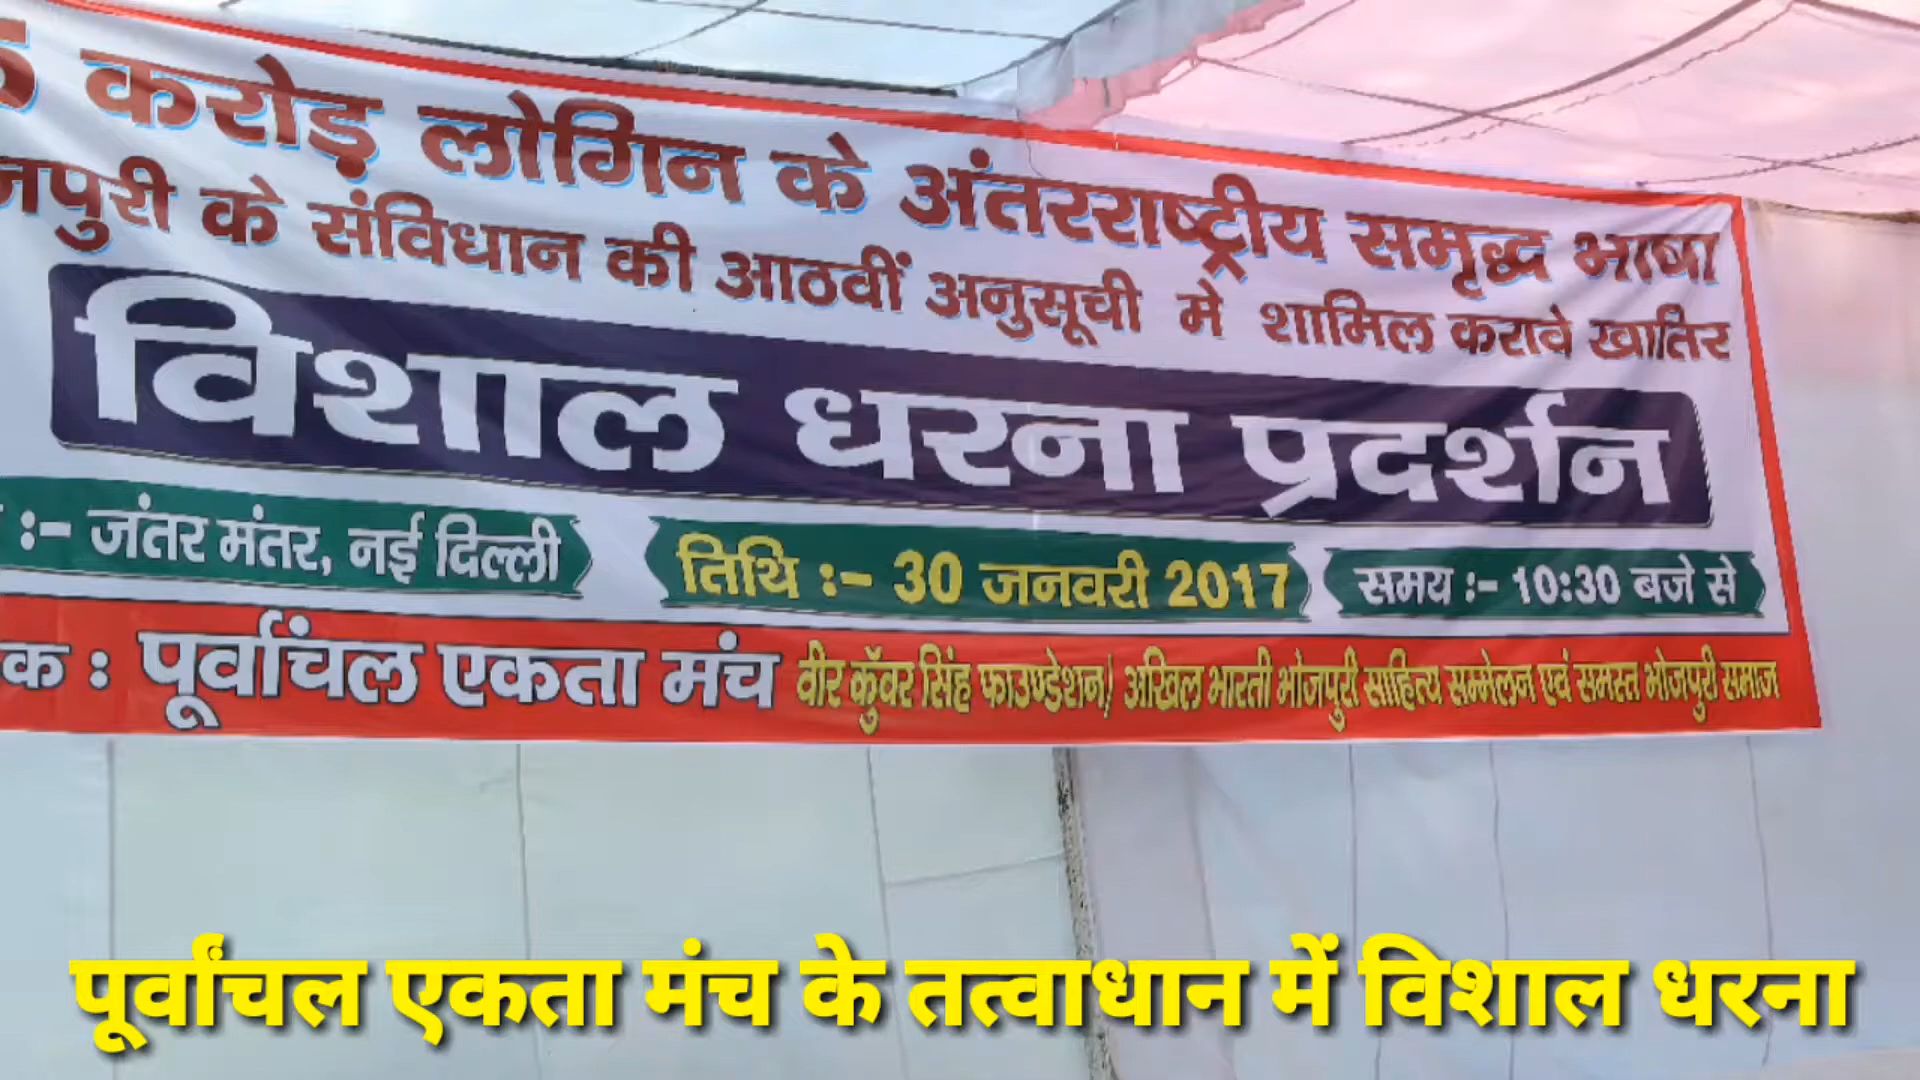 करोड़ लोगिन के अंतरराष्ट्रीय समृद्ध भाषा
जपुरी के संविधान की आठवीं अनुसूची मे शामिल करावे खातिर
विशाल धरना प्रदर्शन
:- जंतर मंतर, नई दिल्ली तिथि :- 30 जनवरी 2017 समय :- 10:30 बजे से
क : पूर्वांचल एकता मंच वीर कुँवर सिंह फाउण्डेशन/ अखिल भारती भोजपुरी साहित्य सम्मेलन एवं समस्त भोजपुरी समाज
पूर्वांचल एकता मंच के तत्वाधान में विशाल धरना